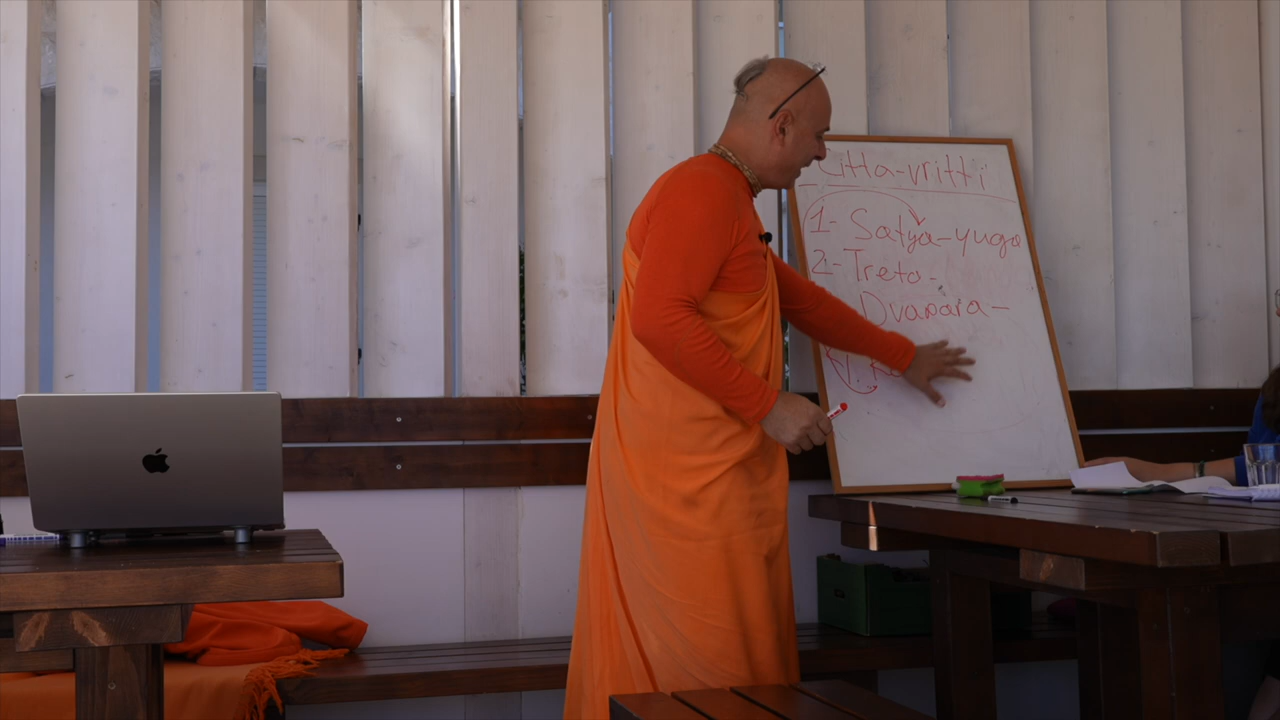 Citta-vritti
1- Satya-yuga
2-Treta-
Dvapara-